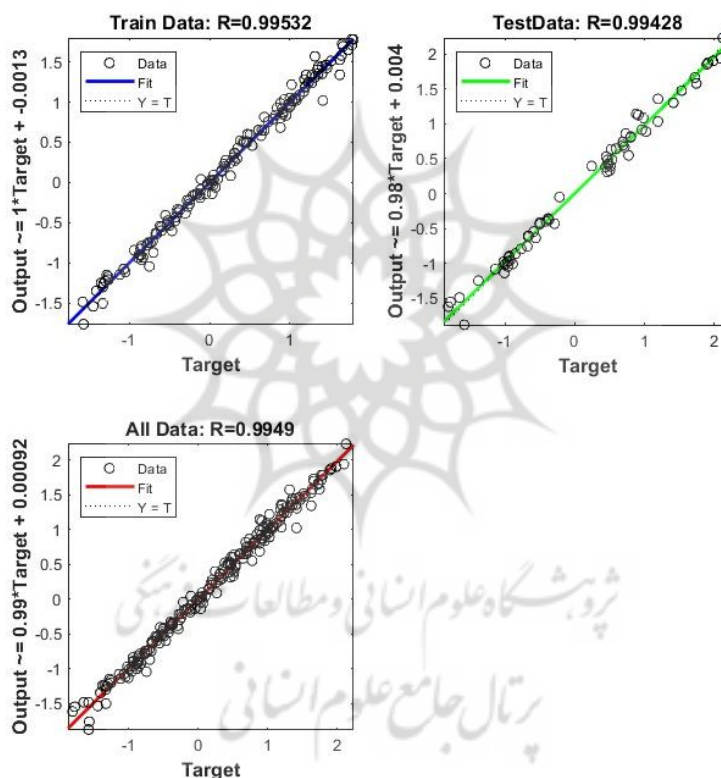 Train Data: R=0.99532
Output ~= 1*Target + -0.0013
1.5
1
0.5
0
-0.5
-1
-1.5
Data
Fit
Y = T
-1
0
1
Target
TestData: R=0.99428
Output ~= 0.98*Target + 0.004
2
1.5
1
0.5
0
-0.5
-1
-1.5
Data
Fit
Y = T
-1
0
1
2
Target
All Data: R=0.9949
Output ~= 0.99*Target + 0.00092
2
1.5
1
0.5
0
-0.5
-1
-1.5
Data
Fit
Y = T
-1
0
1
2
Target
پژوهشگاه علوم انسانی و مطالعات فرهنگی
پرتال جامع علوم انسانی